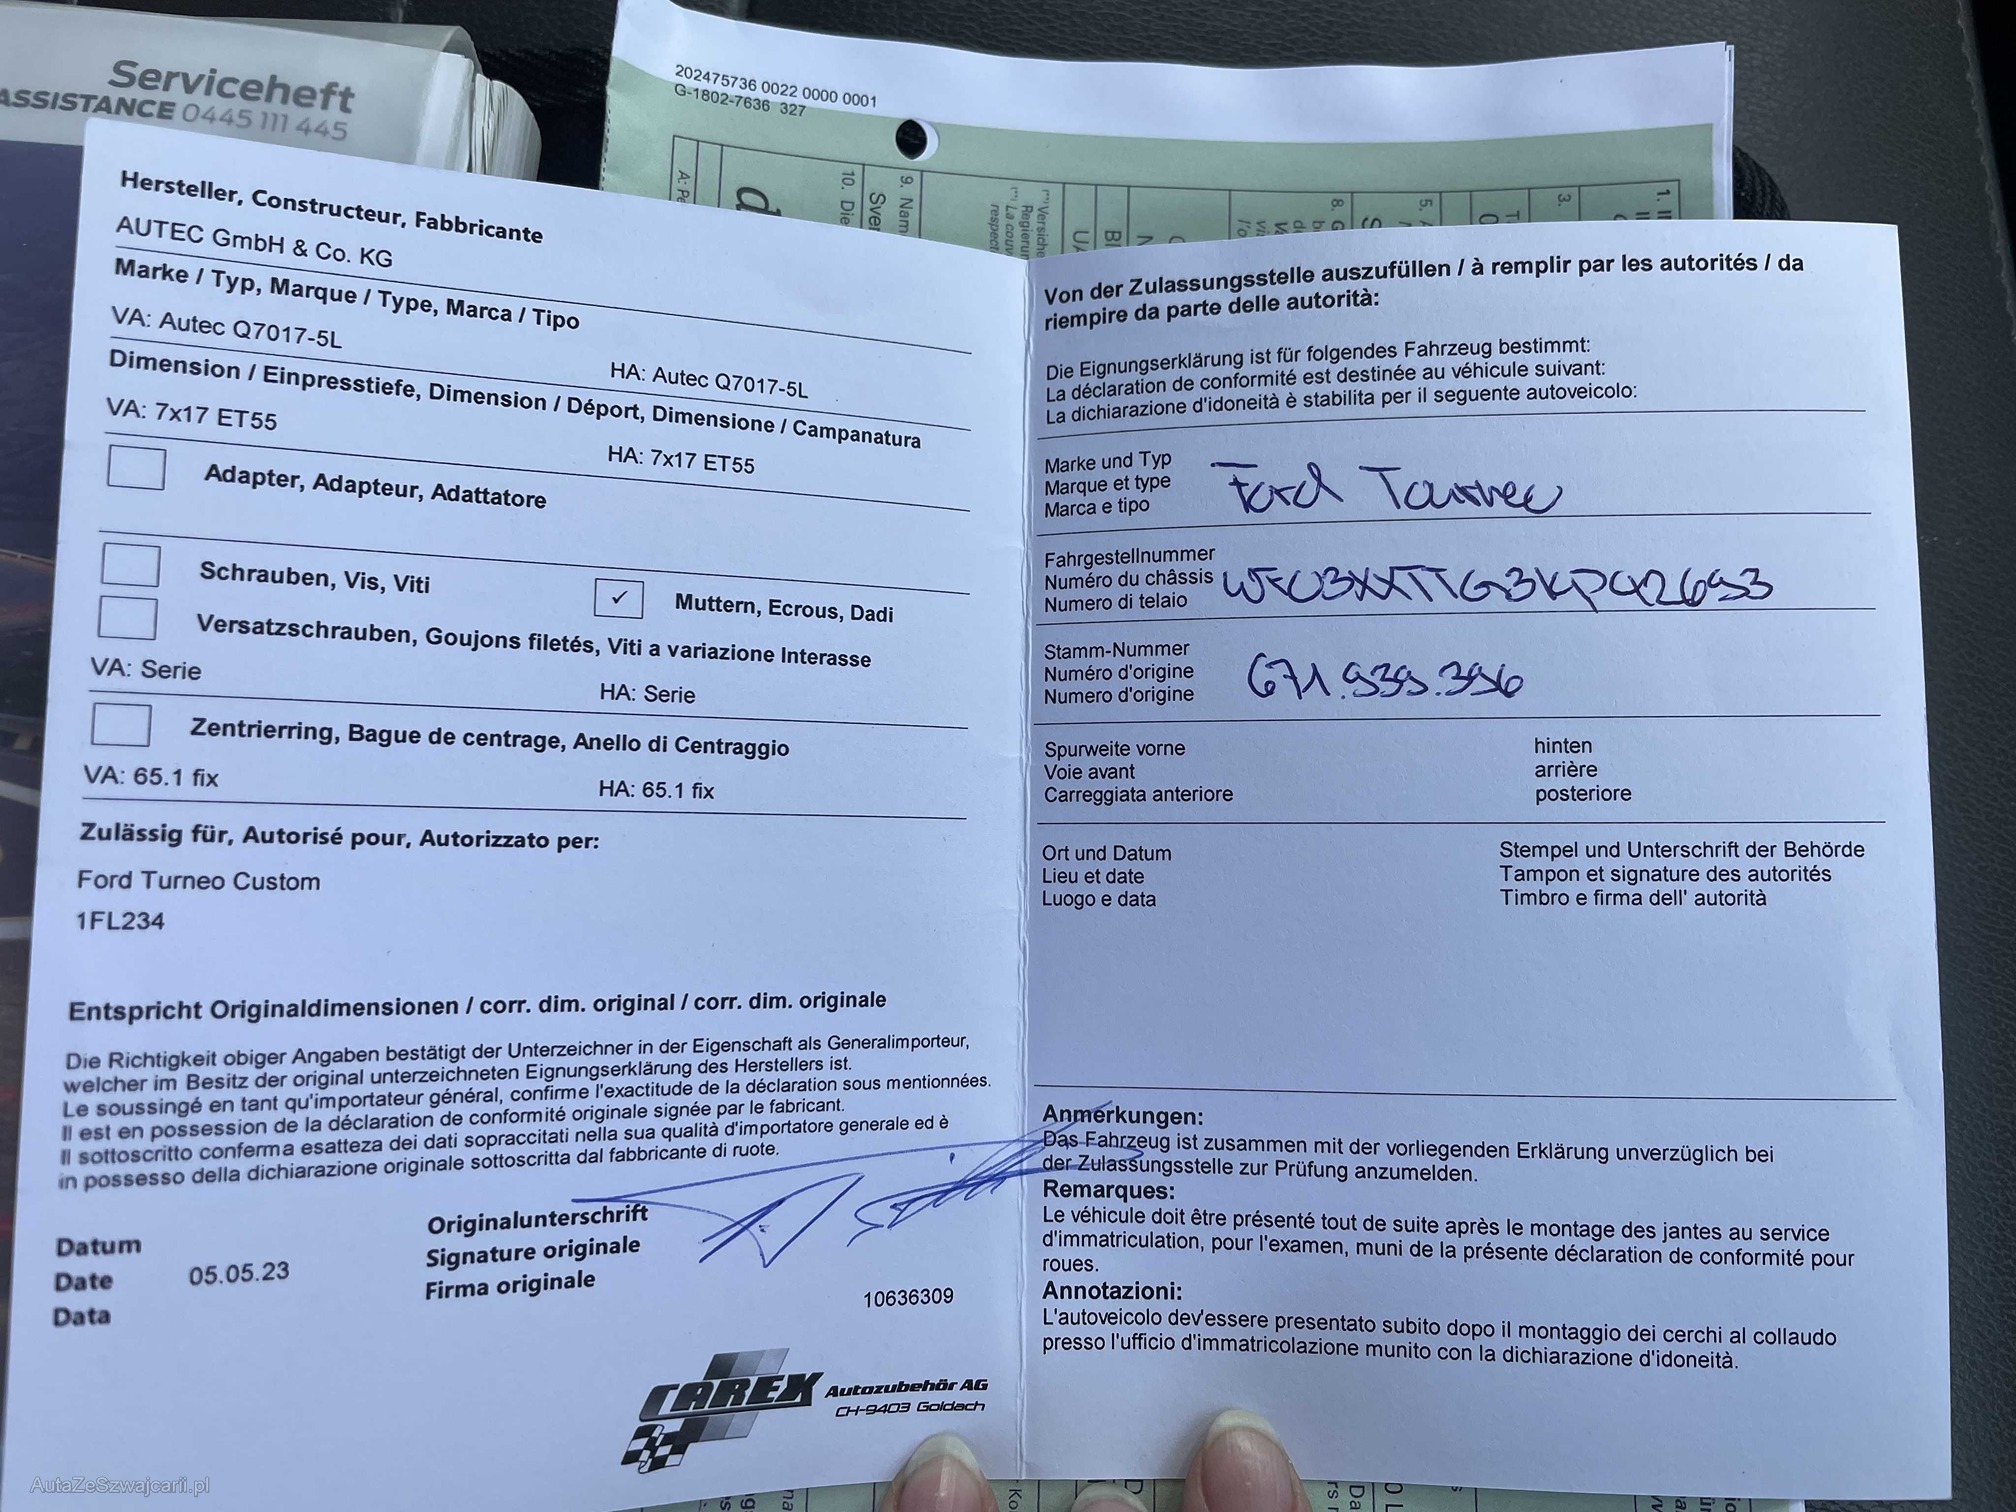 Serviceheft
ASSISTANCE 0445 111 445
202475736 0022 0000 0001
G-1802-7636 327
Hersteller, Constructeur, Fabbricante
AUTEC GmbH & Co. KG
Marke / Typ, Marque / Type, Marca / Tipo
VA: Autec Q7017-5L
HA: Autec Q7017-5L
Dimension / Einpresstiefe, Dimension / Déport, Dimensione / Campanatura
VA: 7x17 ET55
HA: 7x17 ET55
Adapter, Adapteur, Adattatore
Schrauben, Vis, Viti
✓ Muttern, Ecrous, Dadi
Versatzschrauben, Goujons filetés, Viti a variazione Interasse
VA: Serie
HA: Serie
Zentrierring, Bague de centrage, Anello di Centraggio
VA: 65.1 fix
HA: 65.1 fix
Zulässig für, Autorisé pour, Autorizzato per:
Ford Turneo Custom
1FL234
Entspricht Originaldimensionen / corr. dim. original / corr. dim. originale
Die Richtigkeit obiger Angaben bestätigt der Unterzeichner in der Eigenschaft als Generalimporteur,
welcher im Besitz der original unterzeichneten Eignungserklärung des Herstellers ist.
Le soussingé en tant qu'importateur général, confirme l'exactitude de la déclaration sous mentionnées.
Il est en possession de la déclaration de conformité originale signée par le fabricant.
Il sottoscritto conferma esatteza dei dati sopraccitati nella sua qualità d'importatore generale ed è
in possesso della dichiarazione originale sottoscritta dal fabbricante di ruote.
Datum
Date
Data
05.05.23
Originalunterschrift
Signature originale
Firma originale
10636309
CAREX Autozubehör AG
CH-9403 Goldach
Von der Zulassungsstelle auszufüllen / à remplir par les autorités / da
riempire da parte delle autorità:
Die Eignungserklärung ist für folgendes Fahrzeug bestimmt:
La déclaration de conformité est destinée au véhicule suivant:
La dichiarazione d'idoneità è stabilita per il seguente autoveicolo:
Marke und Typ
Marque et type
Marca e tipo
Ford Tourneo
Fahrgestellnummer
Numéro du châssis
Numero di telaio
WF03XXTTG3KP42693
Stamm-Nummer
Numéro d'origine
Numero d'origine
671.939.396
Spurweite vorne
Voie avant
Carreggiata anteriore
hinten
arrière
posteriore
Ort und Datum
Lieu et date
Luogo e data
Stempel und Unterschrift der Behörde
Tampon et signature des autorités
Timbro e firma dell' autorità
Anmerkungen:
Das Fahrzeug ist zusammen mit der vorliegenden Erklärung unverzüglich bei
der Zulassungsstelle zur Prüfung anzumelden.
Remarques:
Le véhicule doit être présenté tout de suite après le montage des jantes au service
d'immatriculation, pour l'examen, muni de la présente déclaration de conformité pour
roues.
Annotazioni:
L'autoveicolo dev'essere presentato subito dopo il montaggio dei cerchi al collaudo
presso l'ufficio d'immatricolazione munito con la dichiarazione d'idoneità.
AutaZeSzwajcarii.pl